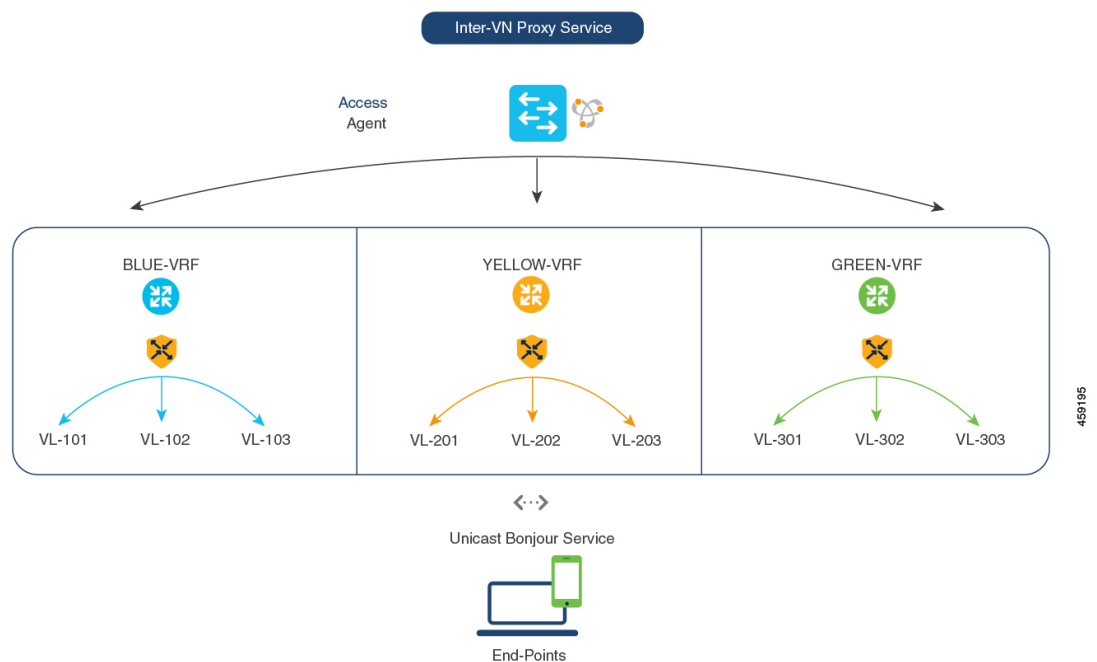 Inter-VN Proxy Service
Access
Agent
BLUE-VRF
YELLOW-VRF
GREEN-VRF
VL-101
VL-102
VL-103
VL-201
VL-202
VL-203
VL-301
VL-302
VL-303
459195
Unicast Bonjour Service
End-Points